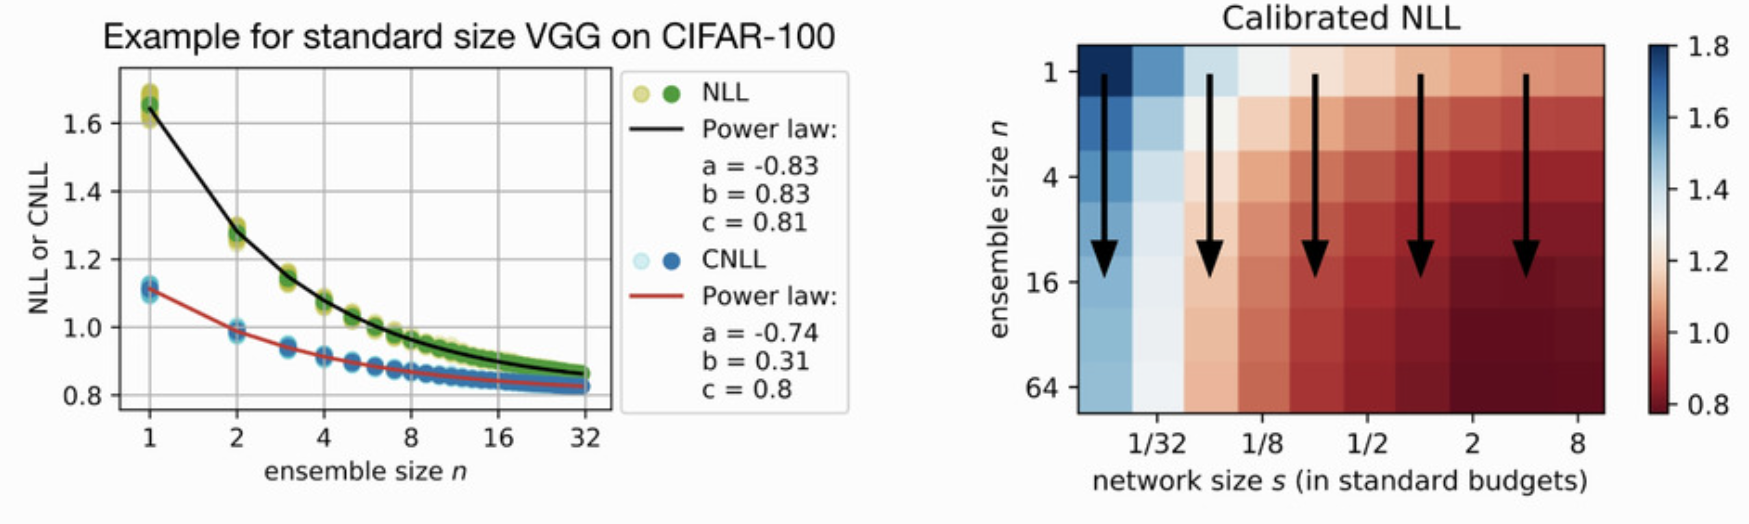 Example for standard size VGG on CIFAR-100
NLL or CNLL
1.6
1.4
1.2
1.0
0.8
1 2 4 8 16 32
ensemble size n
NLL
Power law:
a = -0.83
b = 0.83
c = 0.81
CNLL
Power law:
a = -0.74
b = 0.31
c = 0.8
Calibrated NLL
ensemble size n
1
4
16
64
1/32 1/8 1/2 2 8
network size s (in standard budgets)
1.8
1.6
1.4
1.2
1.0
0.8